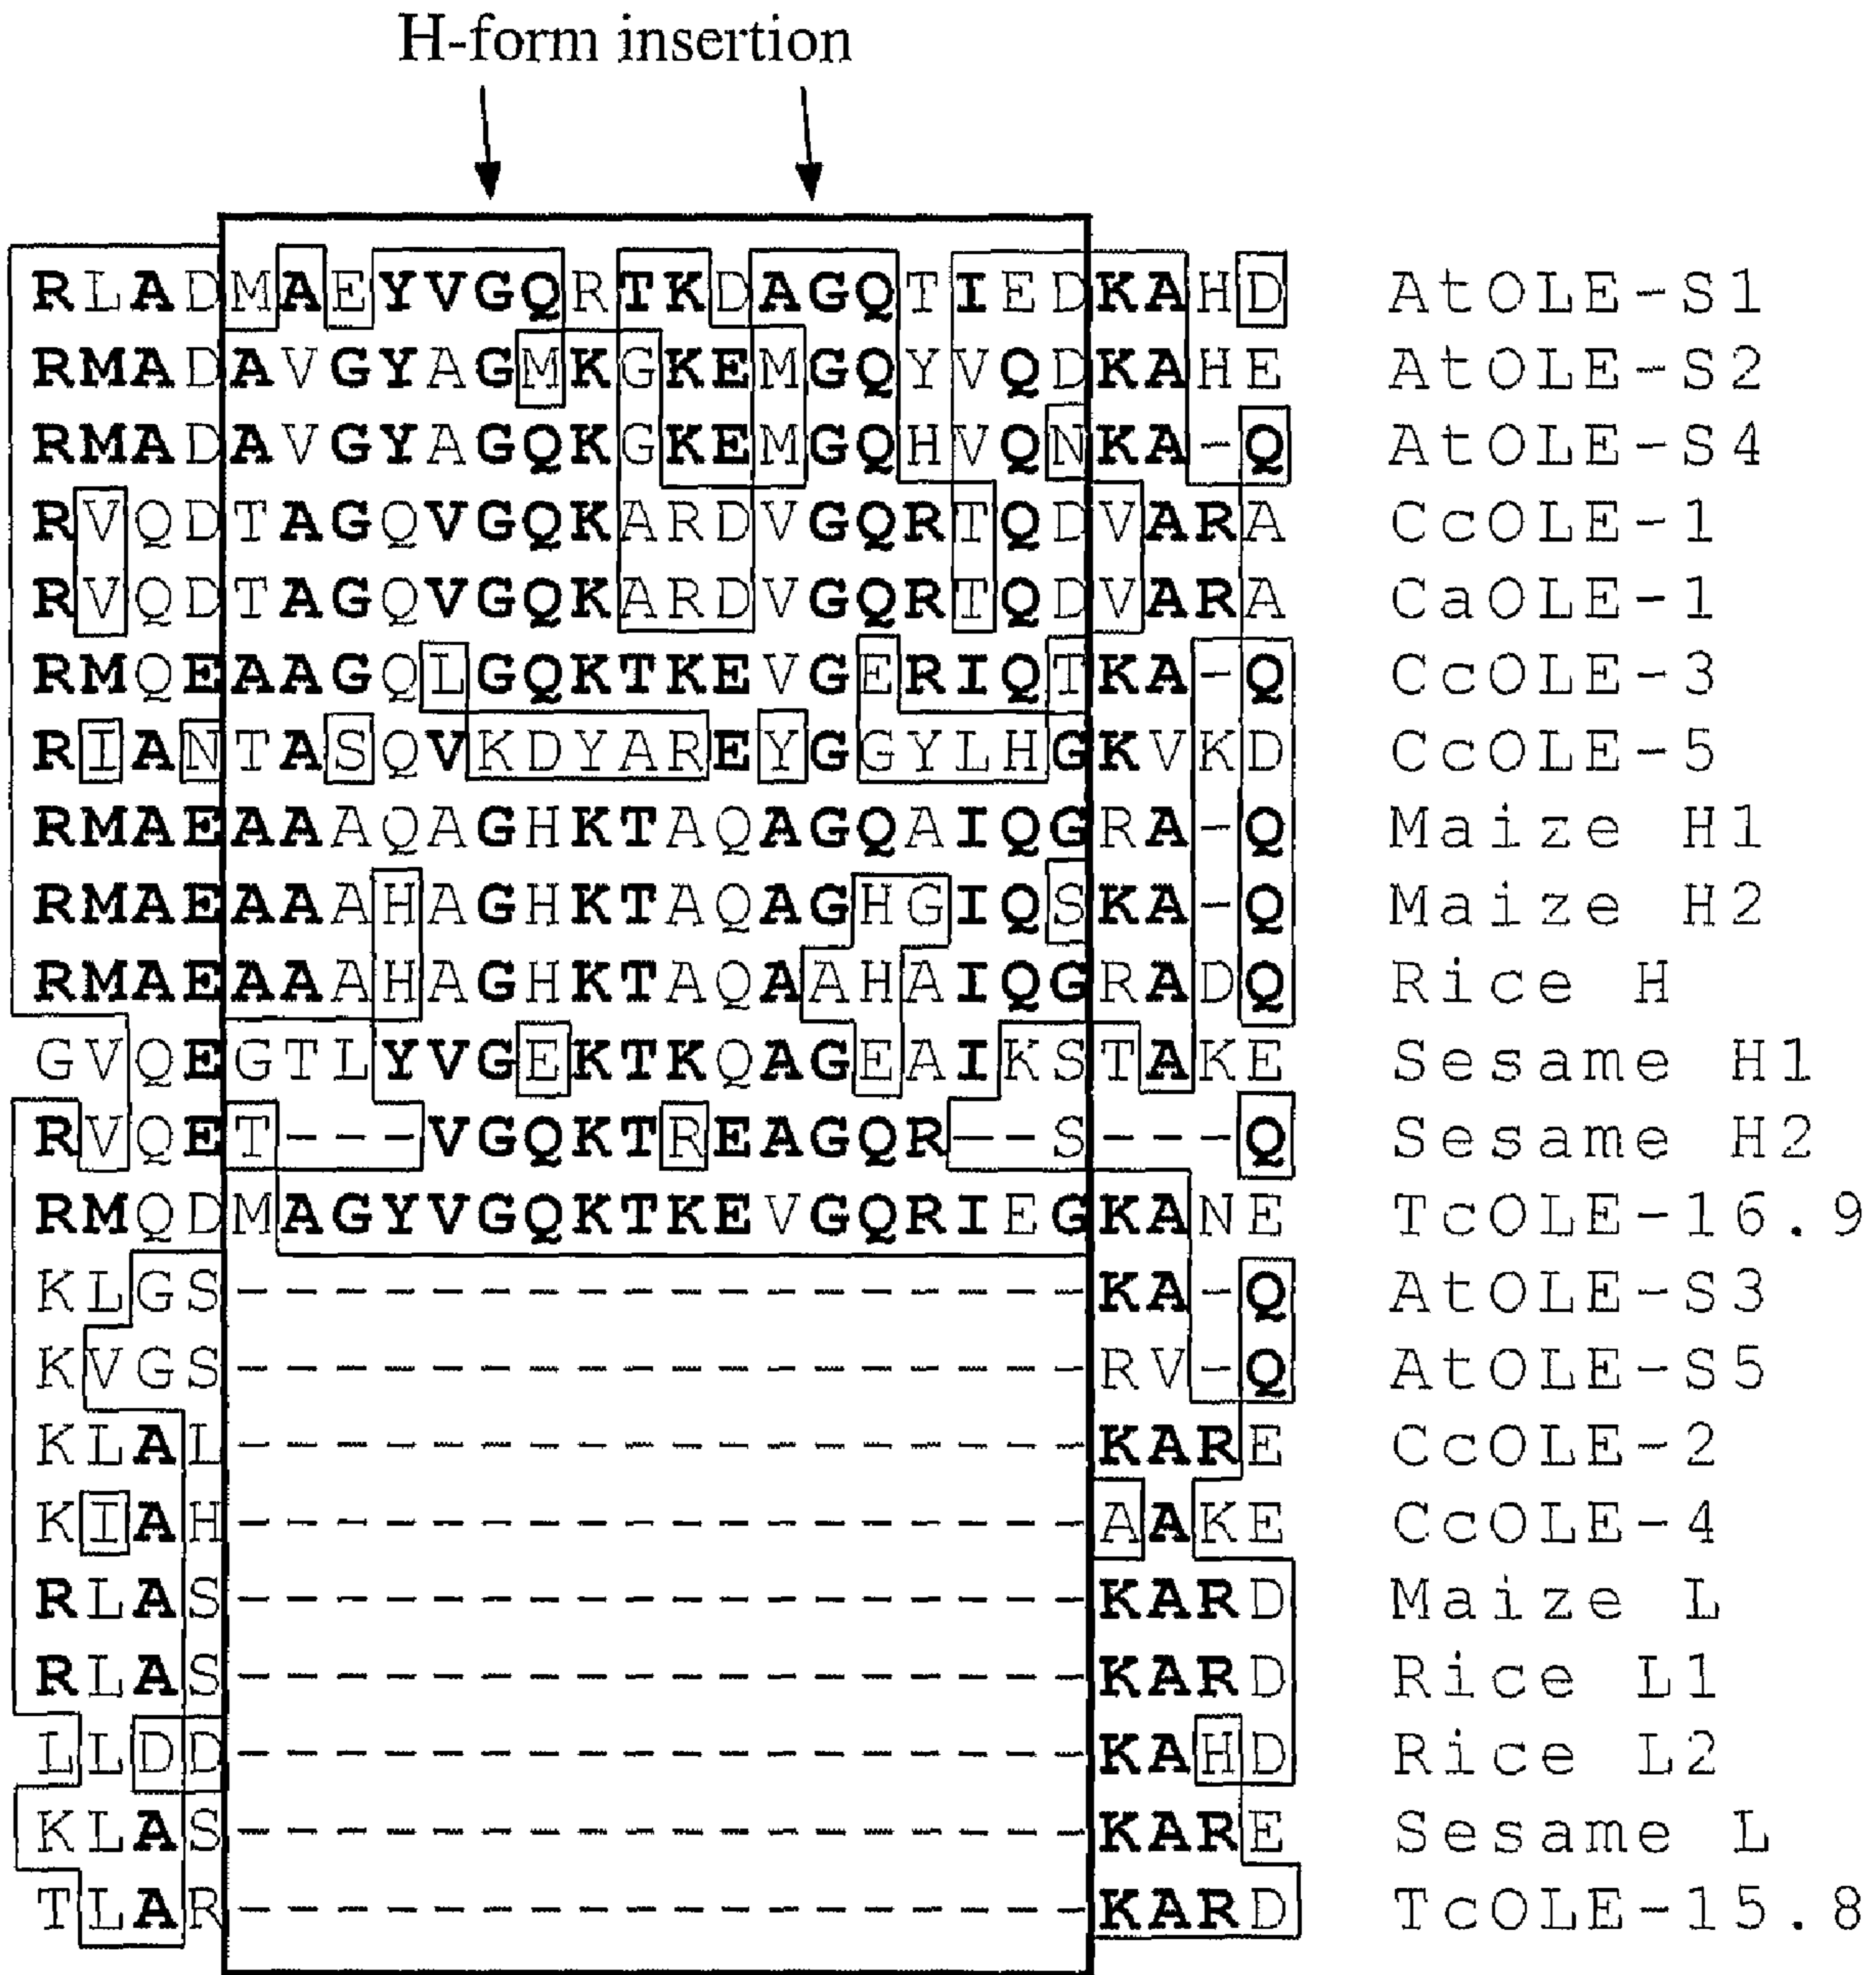 H-form insertion
RLADMAEYVGQRTKDAGQTIEDKAHD AtOLE-S1
RMADAVGYAGMKGKEMGQYVQDKAHE AtOLE-S2
RMADAVGYAGQKGKEMGQHVQNKA-Q AtOLE-S4
RVQDTAGQVGQKARDVGQRTQDVARA CcOLE-1
RVQDTAGQVGQKARDVGQRTQDVARA CaOLE-1
RMQEAAGQLGQKTKEVGERIQTKA-Q CcOLE-3
RIANTASQVKDYAREYGGYLHGKVKD CcOLE-5
RMAEAAAQAGHKTAQAGQAIQGRA-Q Maize H1
RMAEAAAHAGHKTAQAGHGIQSKA-Q Maize H2
RMAEAAAHAGHKTAQAAHAIQGRADQ Rice H
GVQEGTLYVGEKTKQAGEAIKSTAKE Sesame H1
RVQET---VGQKTREAGQR--S---Q Sesame H2
RMQDMAGYVGQKTKEVGQRIEGKANE TcOLE-16.9
KLGS------------------KA-Q AtOLE-S3
KVGS------------------RV-Q AtOLE-S5
KLAL------------------KARE CcOLE-2
KIAH------------------AAKE CcOLE-4
RLAS------------------KARD Maize L
RLAS------------------KARD Rice L1
LLDD------------------KAHD Rice L2
KLAS------------------KARE Sesame L
TLAR------------------KARD TcOLE-15.8